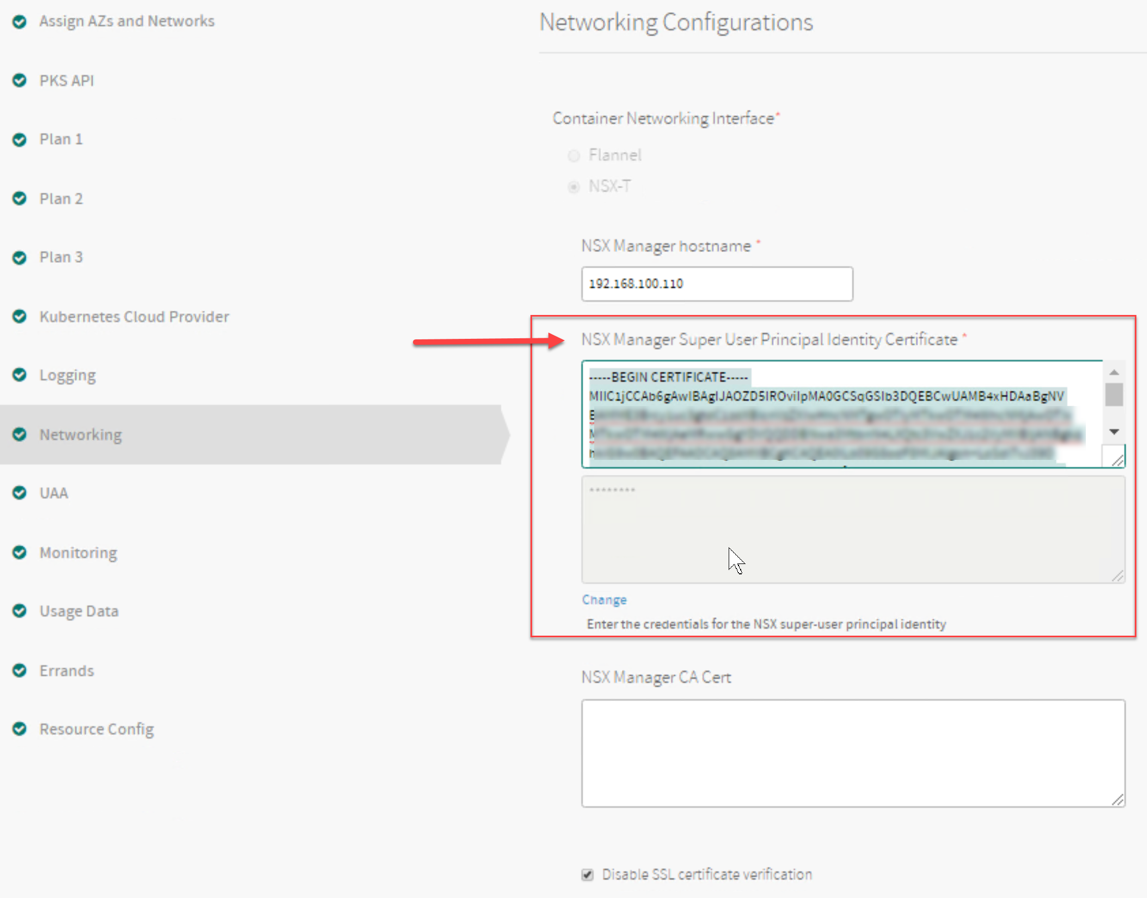 Assign AZs and Networks
PKS API
Plan 1
Plan 2
Plan 3
Kubernetes Cloud Provider
Logging
Networking
UAA
Monitoring
Usage Data
Errands
Resource Config
Networking Configurations
Container Networking Interface*
Flannel
NSX-T
NSX Manager hostname *
192.168.100.110
NSX Manager Super User Principal Identity Certificate *
-----BEGIN CERTIFICATE-----
••••••••
Change
Enter the credentials for the NSX super-user principal identity
NSX Manager CA Cert
Disable SSL certificate verification